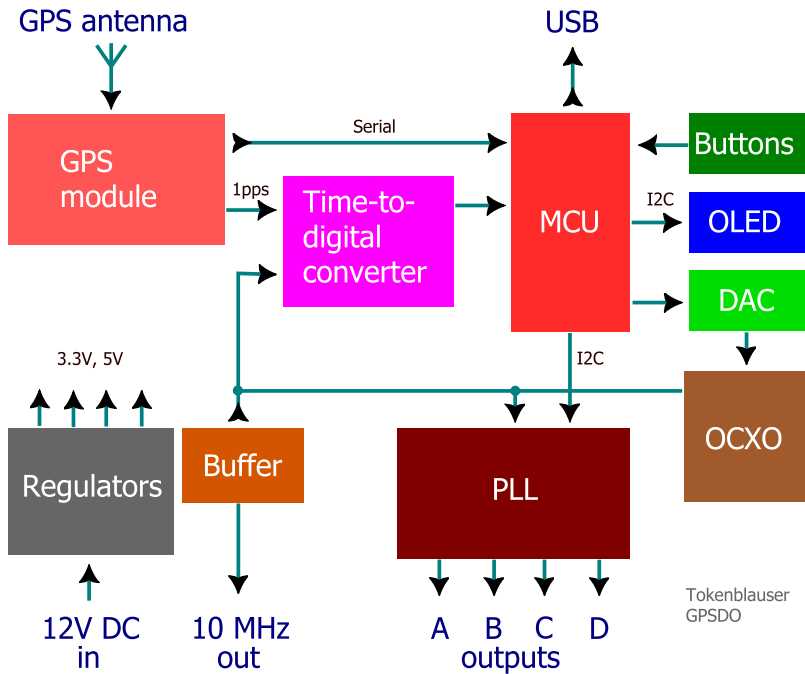 GPS antenna
USB
Serial
GPS
module
1pps
Time-to-
digital
converter
MCU
Buttons
I2C
OLED
DAC
3.3V, 5V
I2C
OCXO
Regulators
Buffer
PLL
12V DC
in
10 MHz
out
A B C D
outputs
Tokenblauser
GPSDO